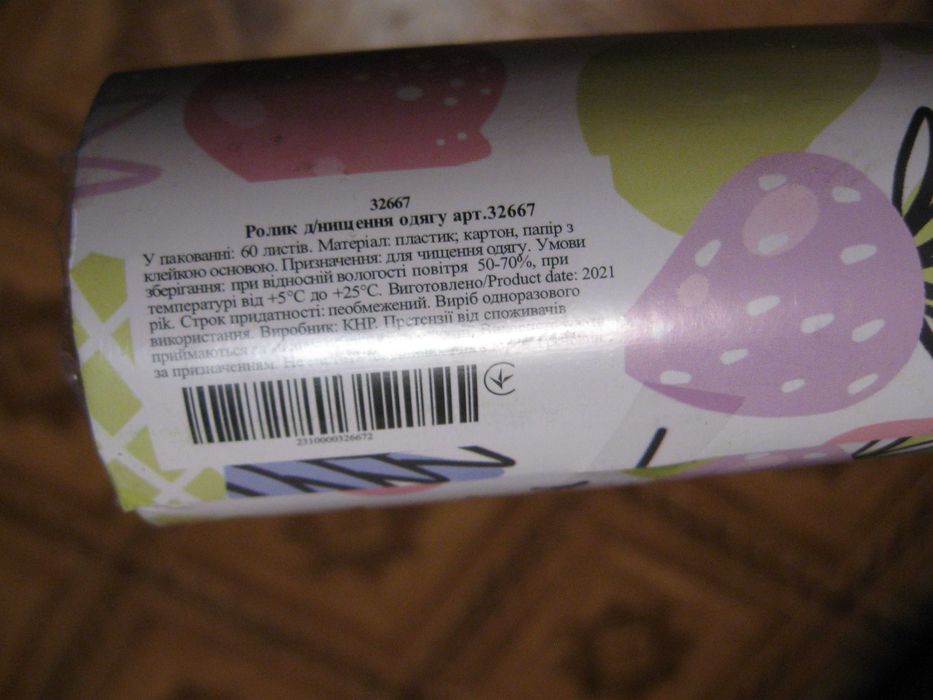 32667
Ролик д/нищення одягу арт.32667
У пакованні: 60 листів. Матеріал: пластик; картон, папір з
клейкою основою. Призначення: для чищення одягу. Умови
зберігання: при відносній вологості повітря 50-70%, при
температурі від +5°С до +25°С. Виготовлено/Product date: 2021
рік. Строк придатності: необмежений. Виріб одноразового
використання. Виробник: КНР. Претензії від споживачів
приймаються
за призначенням.
2310000326672